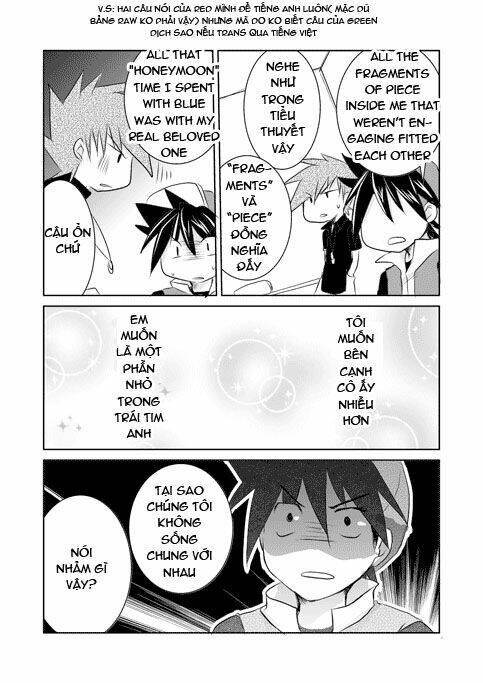 V.S: HAI CÂU NÓI CỦA RED MÌNH ĐỂ TIẾNG ANH LUÔN( MẶC DÙ
BẢNG RAW KO PHẢI VẬY) NHƯNG MÀ DO KO BIẾT CÂU CỦA GREEN
DỊCH SAO NẾU TRANS QUA TIẾNG VIỆT
ALL THE
FRAGMENTS
OF PIECE
INSIDE ME
THAT
WEREN'T EN-
GAGING FITTED
EACH OTHER
NGHE
NHƯ
TRONG
TIỂU
THUYẾT
VẬY
"FRAG-
MENTS"
VÀ
"PIECE"
ĐỒNG
NGHĨA
ĐẤY
ALL THAT
"HONEYMOON"
TIME I SPENT
WITH BLUE
WAS WITH MY
REAL BELOVED
ONE
CẬU ỔN
CHỨ
TÔI
MUỐN
BÊN
CẠNH
CÔ ẤY
NHIỀU
HƠN
EM
MUỐN
LÀ MỘT
PHẦN
NHỎ
TRONG
TRÁI TIM
ANH
TẠI SAO
CHÚNG TÔI
KHÔNG
SỐNG
CHUNG VỚI
NHAU
NÓI
NHẢM GÌ
VẬY?